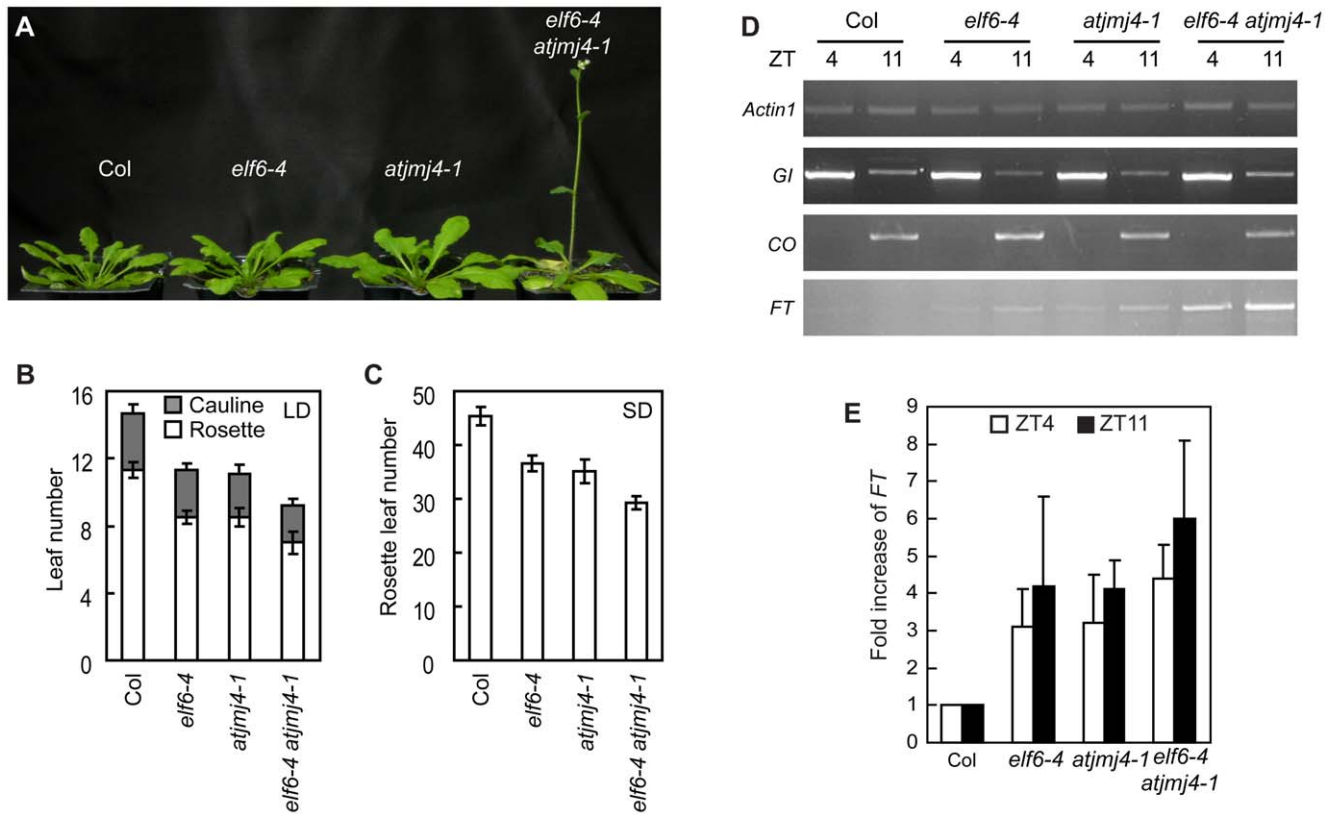 A
elf6-4
atjmj4-1
Col
elf6-4
atjmj4-1
B
16
12
8
4
0
Leaf number
Cauline
Rosette
LD
Col
elf6-4
atjmj4-1
elf6-4 atjmj4-1
C
50
40
30
20
10
0
Rosette leaf number
SD
Col
elf6-4
atjmj4-1
elf6-4 atjmj4-1
D
Col
elf6-4
atjmj4-1
elf6-4 atjmj4-1
ZT
4 11 4 11 4 11 4 11
Actin1
GI
CO
FT
E
9
8
7
6
5
4
3
2
1
0
Fold increase of FT
ZT4
ZT11
Col
elf6-4
atjmj4-1
elf6-4
atjmj4-1